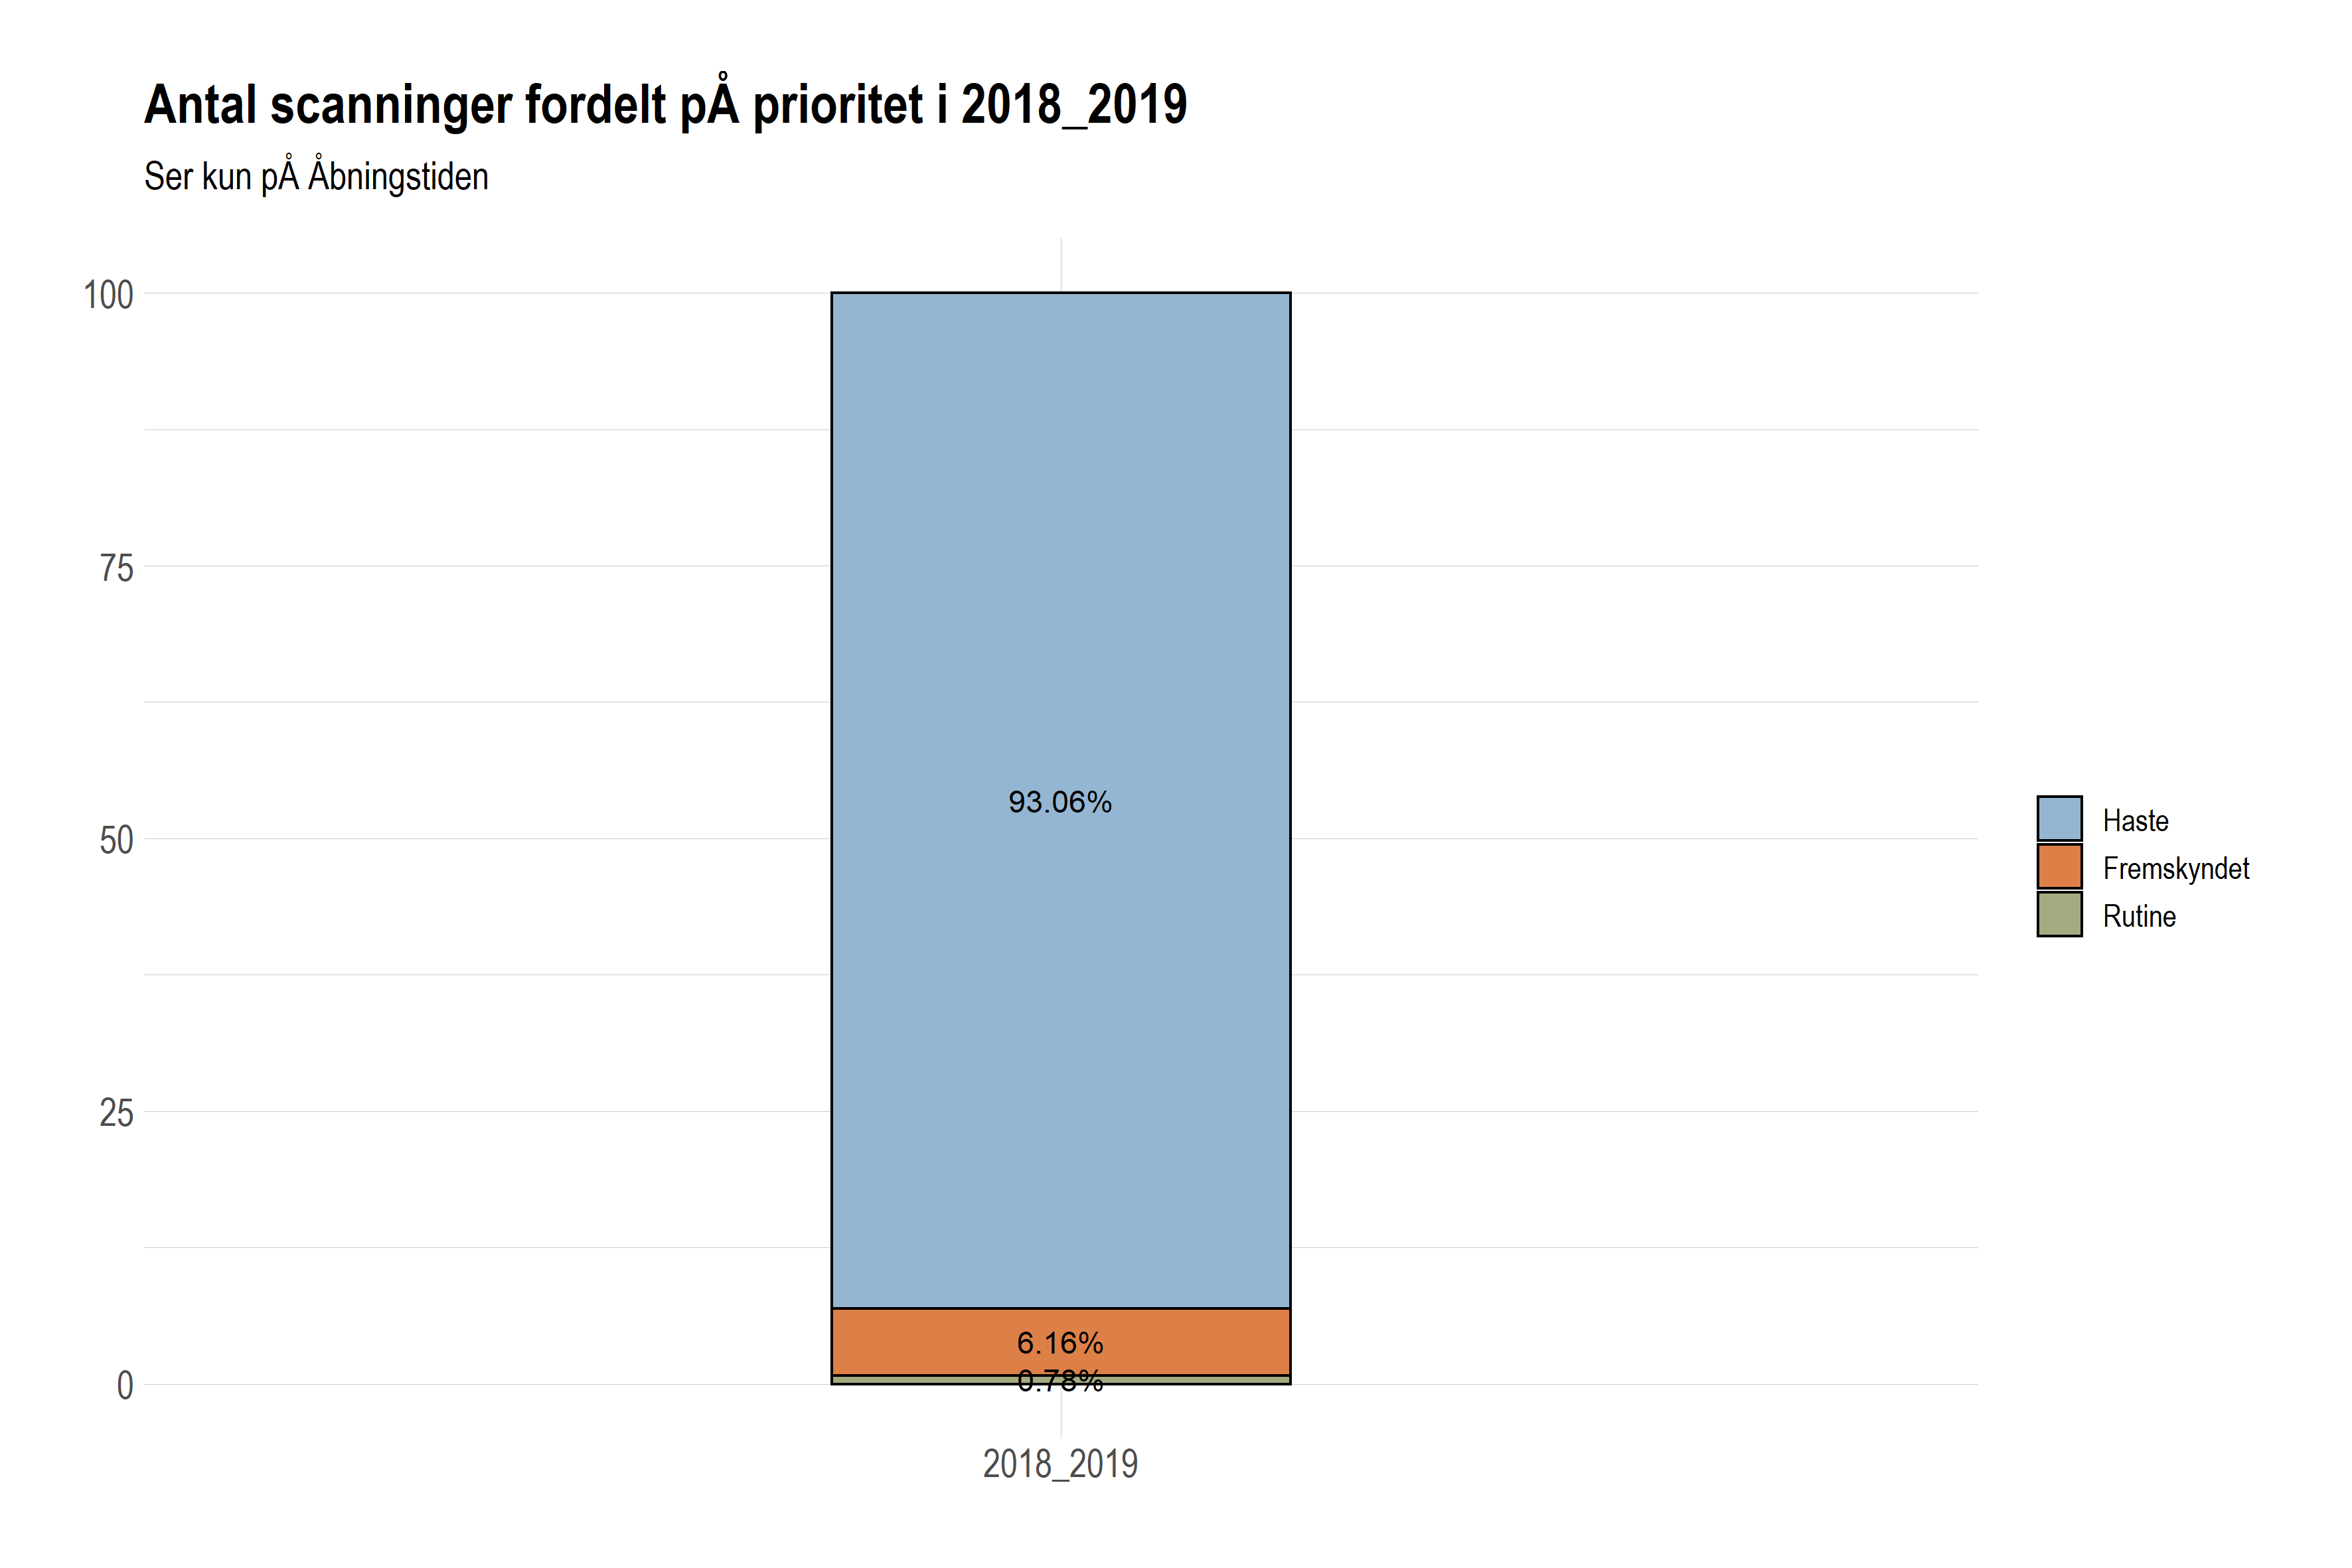 Antal scanninger fordelt pÅ prioritet i 2018_2019
Ser kun pÅ Åbningstiden
100
75
50
25
0
93.06%
6.16%
0.78%
2018_2019
Haste
Fremskyndet
Rutine